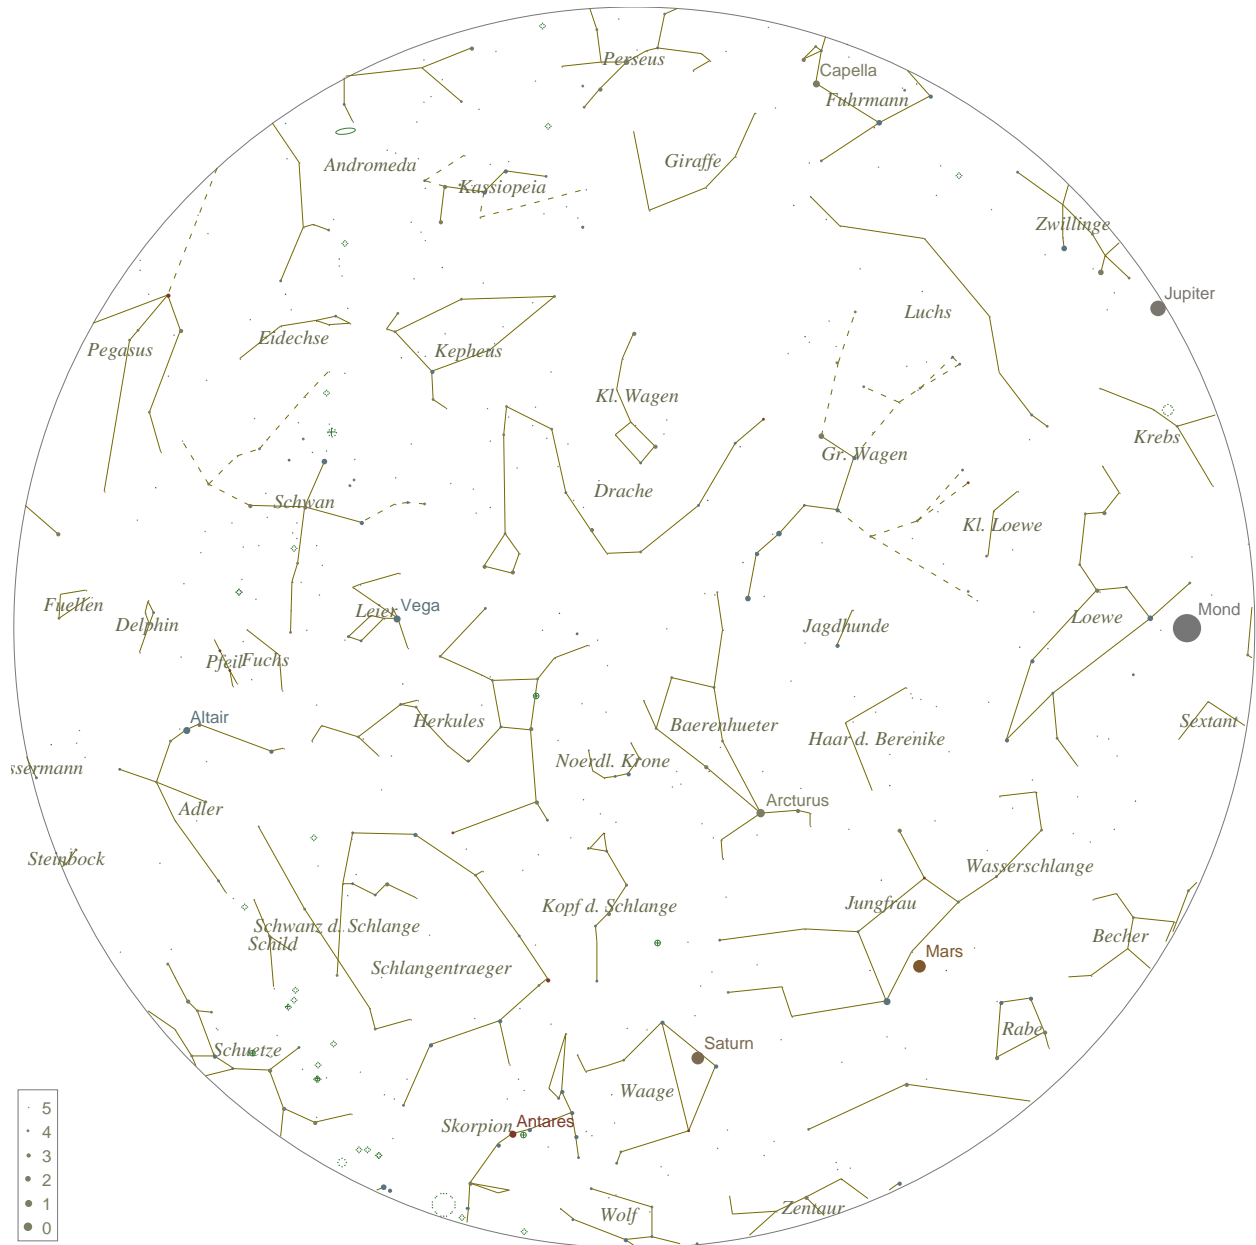 Perseus
Capella
Fuhrmann
Andromeda
Giraffe
Kassiopeia
Zwillinge
Jupiter
Luchs
Eidechse
Pegasus
Kepheus
Kl. Wagen
Krebs
Gr. Wagen
Drache
Schwan
Kl. Loewe
Fuellen
Vega
Leier
Mond
Delphin
Loewe
Jagdhunde
Pfeil
Fuchs
Altair
Herkules
Baerenhueter
Sextant
Haar d. Berenike
Noerdl. Krone
ssermann
Arcturus
Adler
Steinbock
Wasserschlange
Jungfrau
Kopf d. Schlange
Schwanz d. Schlange
Schild
Becher
Mars
Schlangentraeger
Rabe
Saturn
Schuetze
Waage
5
Antares
Skorpion
4
3
2
1
Zentaur
Wolf
0